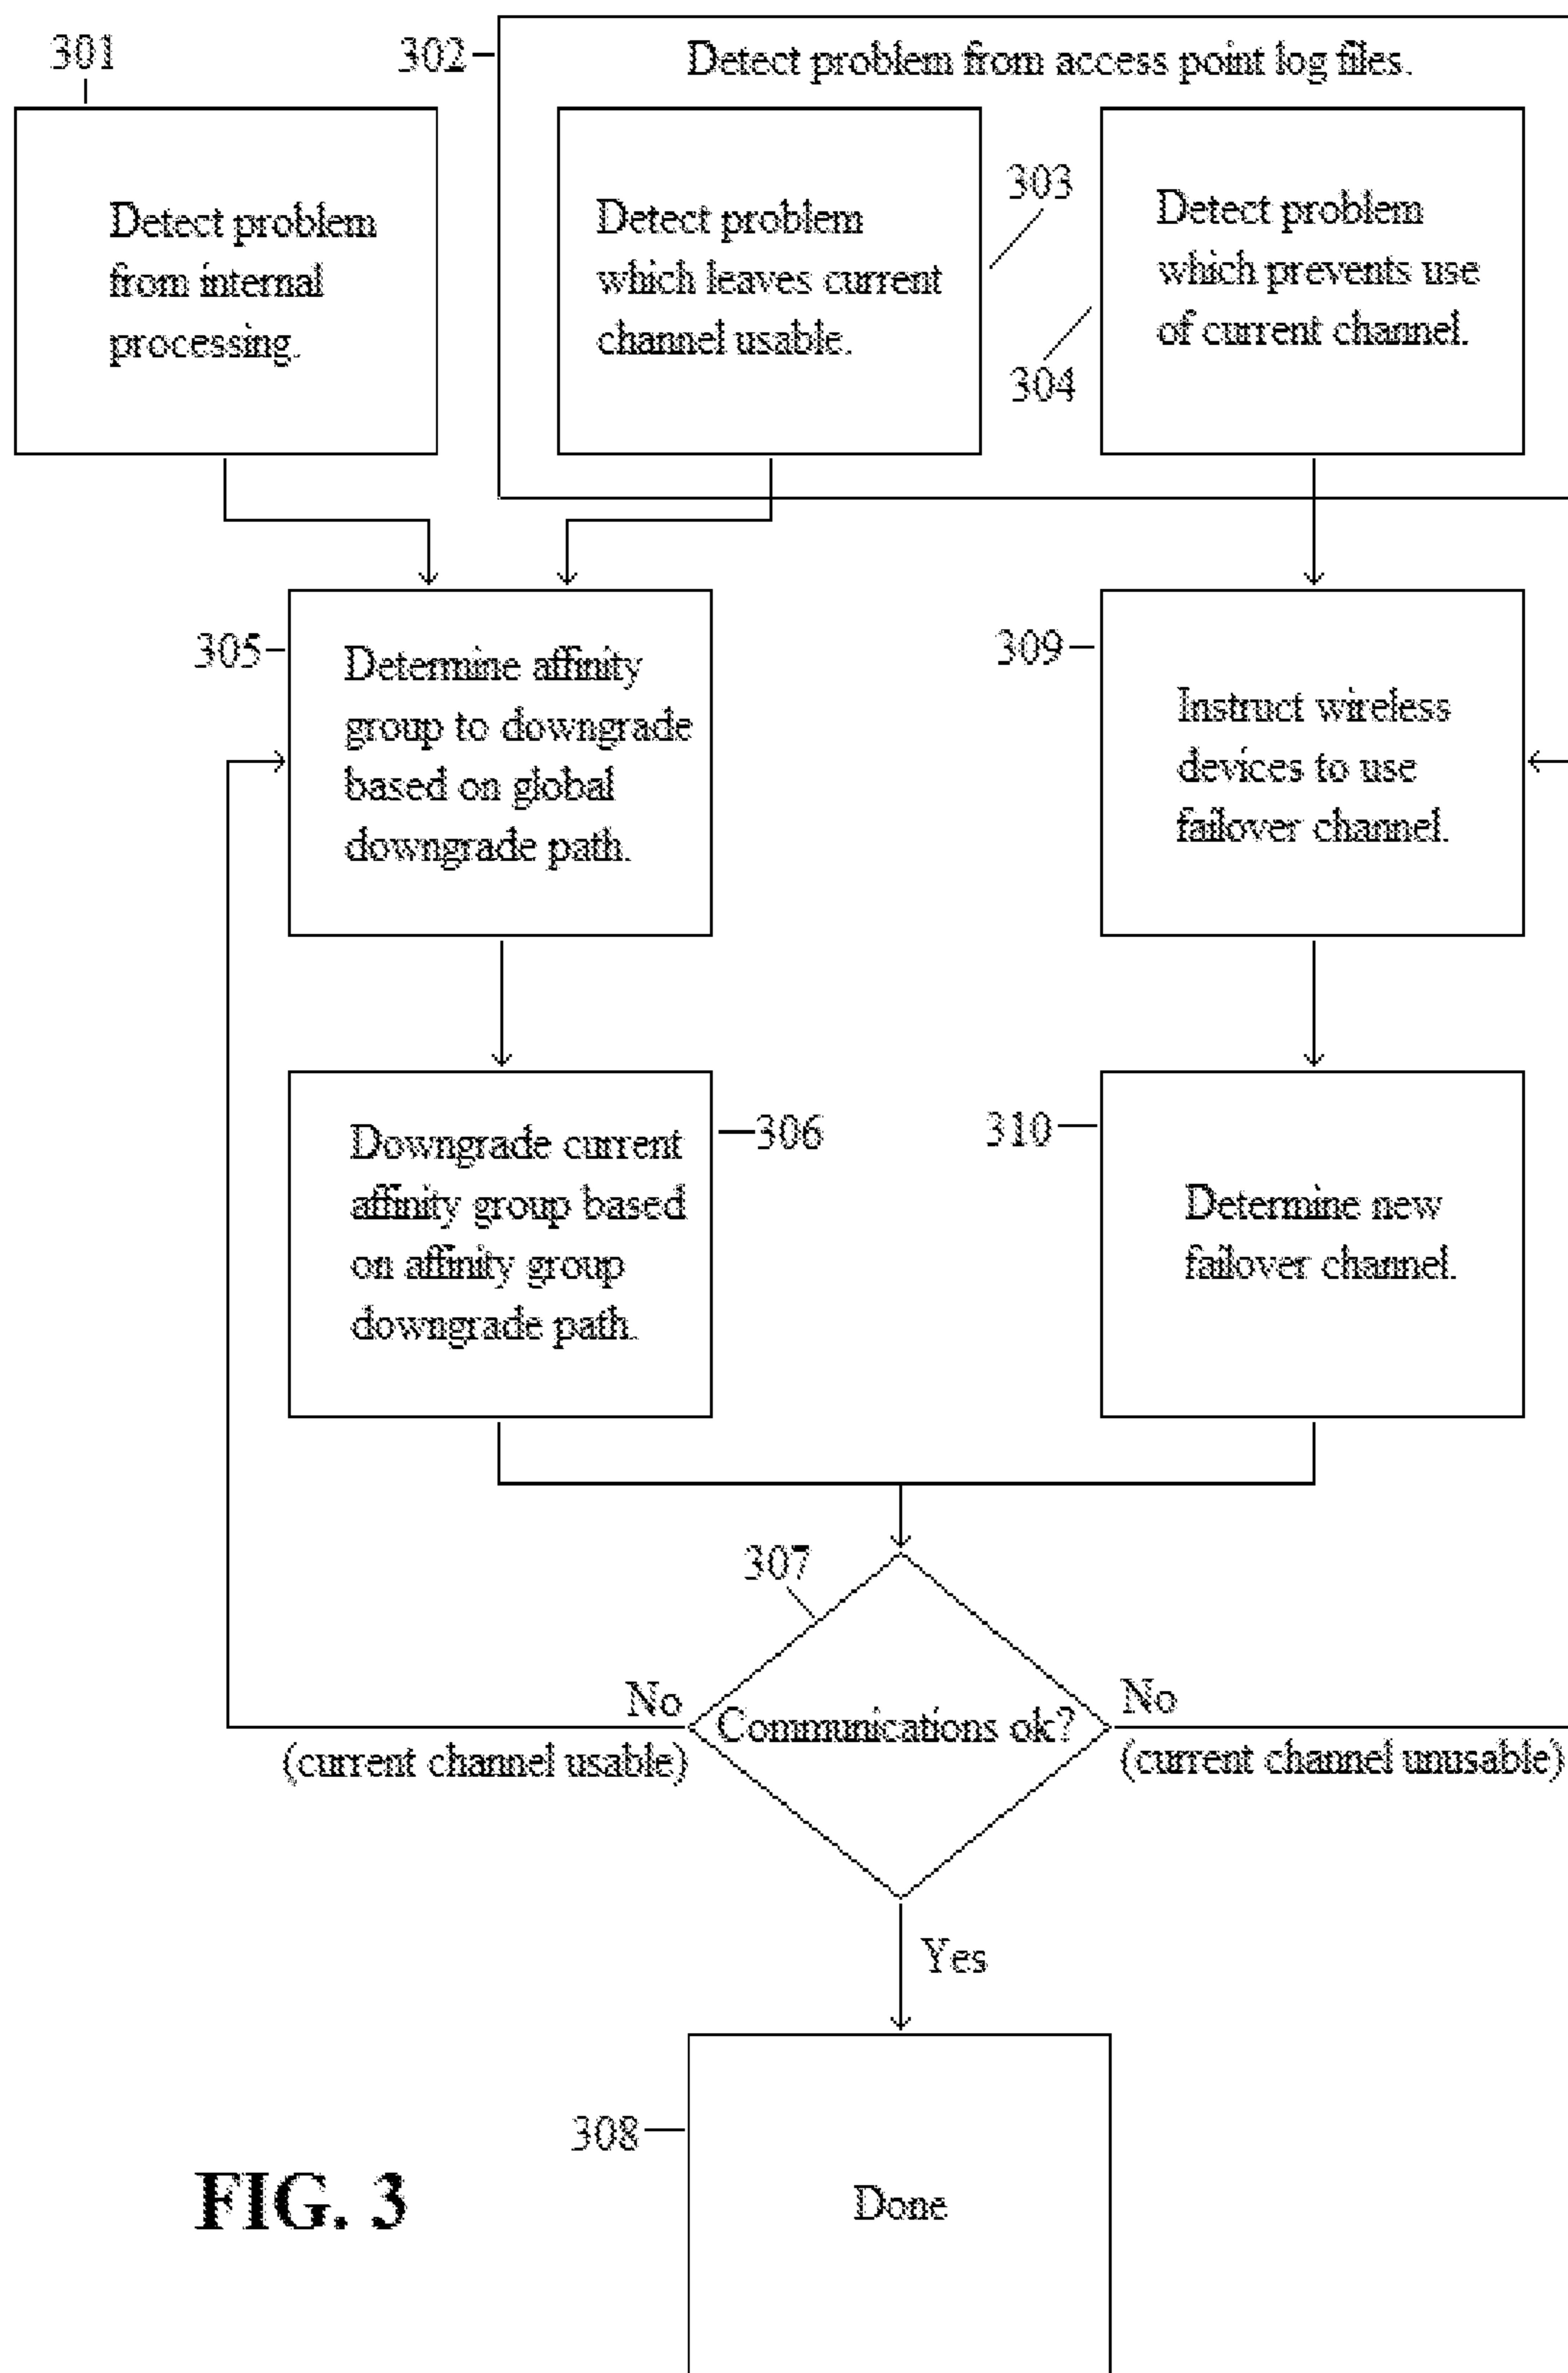 301
302
Detect problem from access point log files.
Detect problem
from internal
processing.
Detect problem
which leaves current
channel usable.
303
304
Detect problem
which prevents use
of current channel.
305
Determine affinity
group to downgrade
based on global
downgrade path.
309
Instruct wireless
devices to use
failover channel.
306
Downgrade current
affinity group based
on affinity group
downgrade path.
310
Determine new
failover channel.
307
Communications ok?
No
(current channel usable)
No
(current channel unusable)
Yes
308
Done
FIG. 3